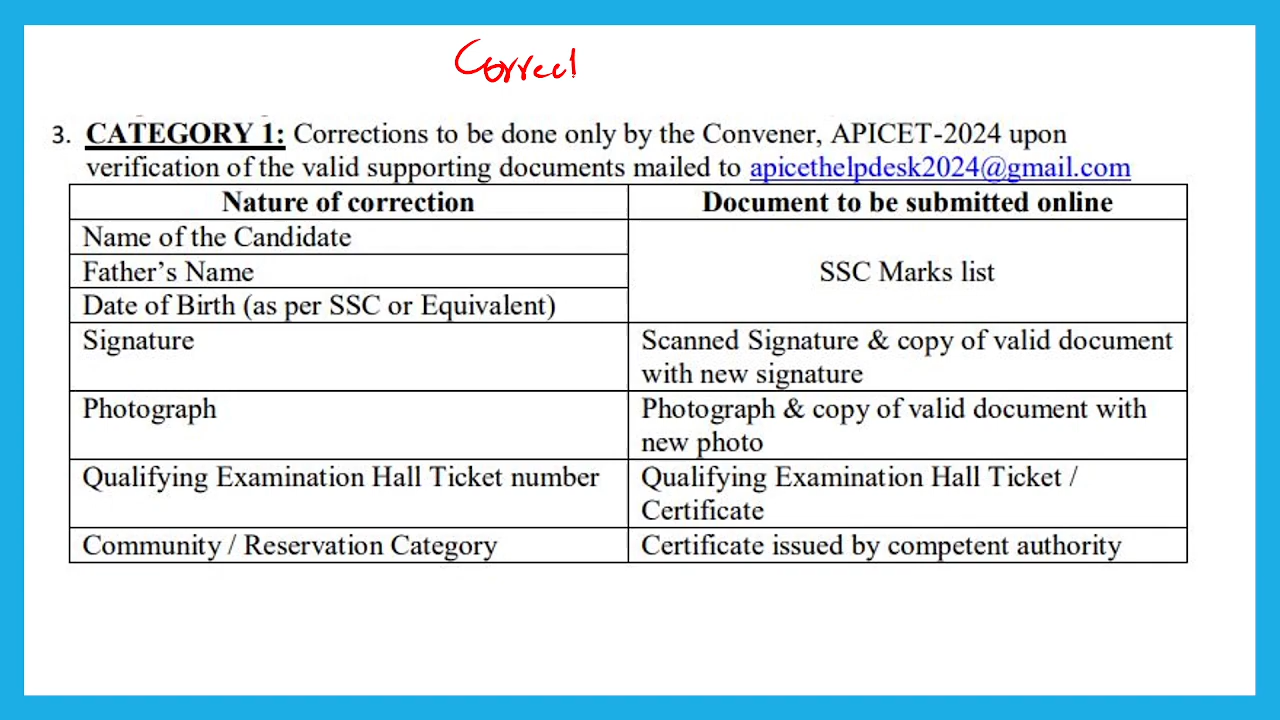 Correct
3. CATEGORY 1: Corrections to be done only by the Convener, APICET-2024 upon
verification of the valid supporting documents mailed to apicethelpdesk2024@gmail.com
Nature of correction Document to be submitted online
Name of the Candidate
Father's Name
SSC Marks list
Date of Birth (as per SSC or Equivalent)
Signature Scanned Signature & copy of valid document
with new signature
Photograph Photograph & copy of valid document with
new photo
Qualifying Examination Hall Ticket number Qualifying Examination Hall Ticket /
Certificate
Community / Reservation Category Certificate issued by competent authority